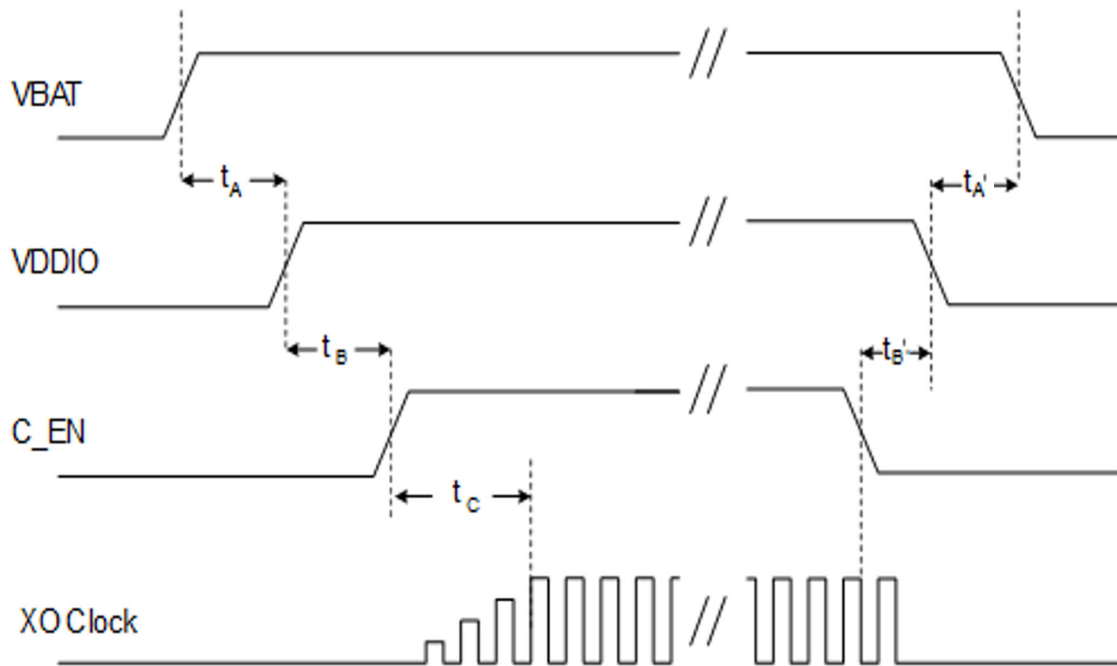 VBAT
tA
tA'
VDDIO
tB
tB'
C_EN
tC
XO Clock